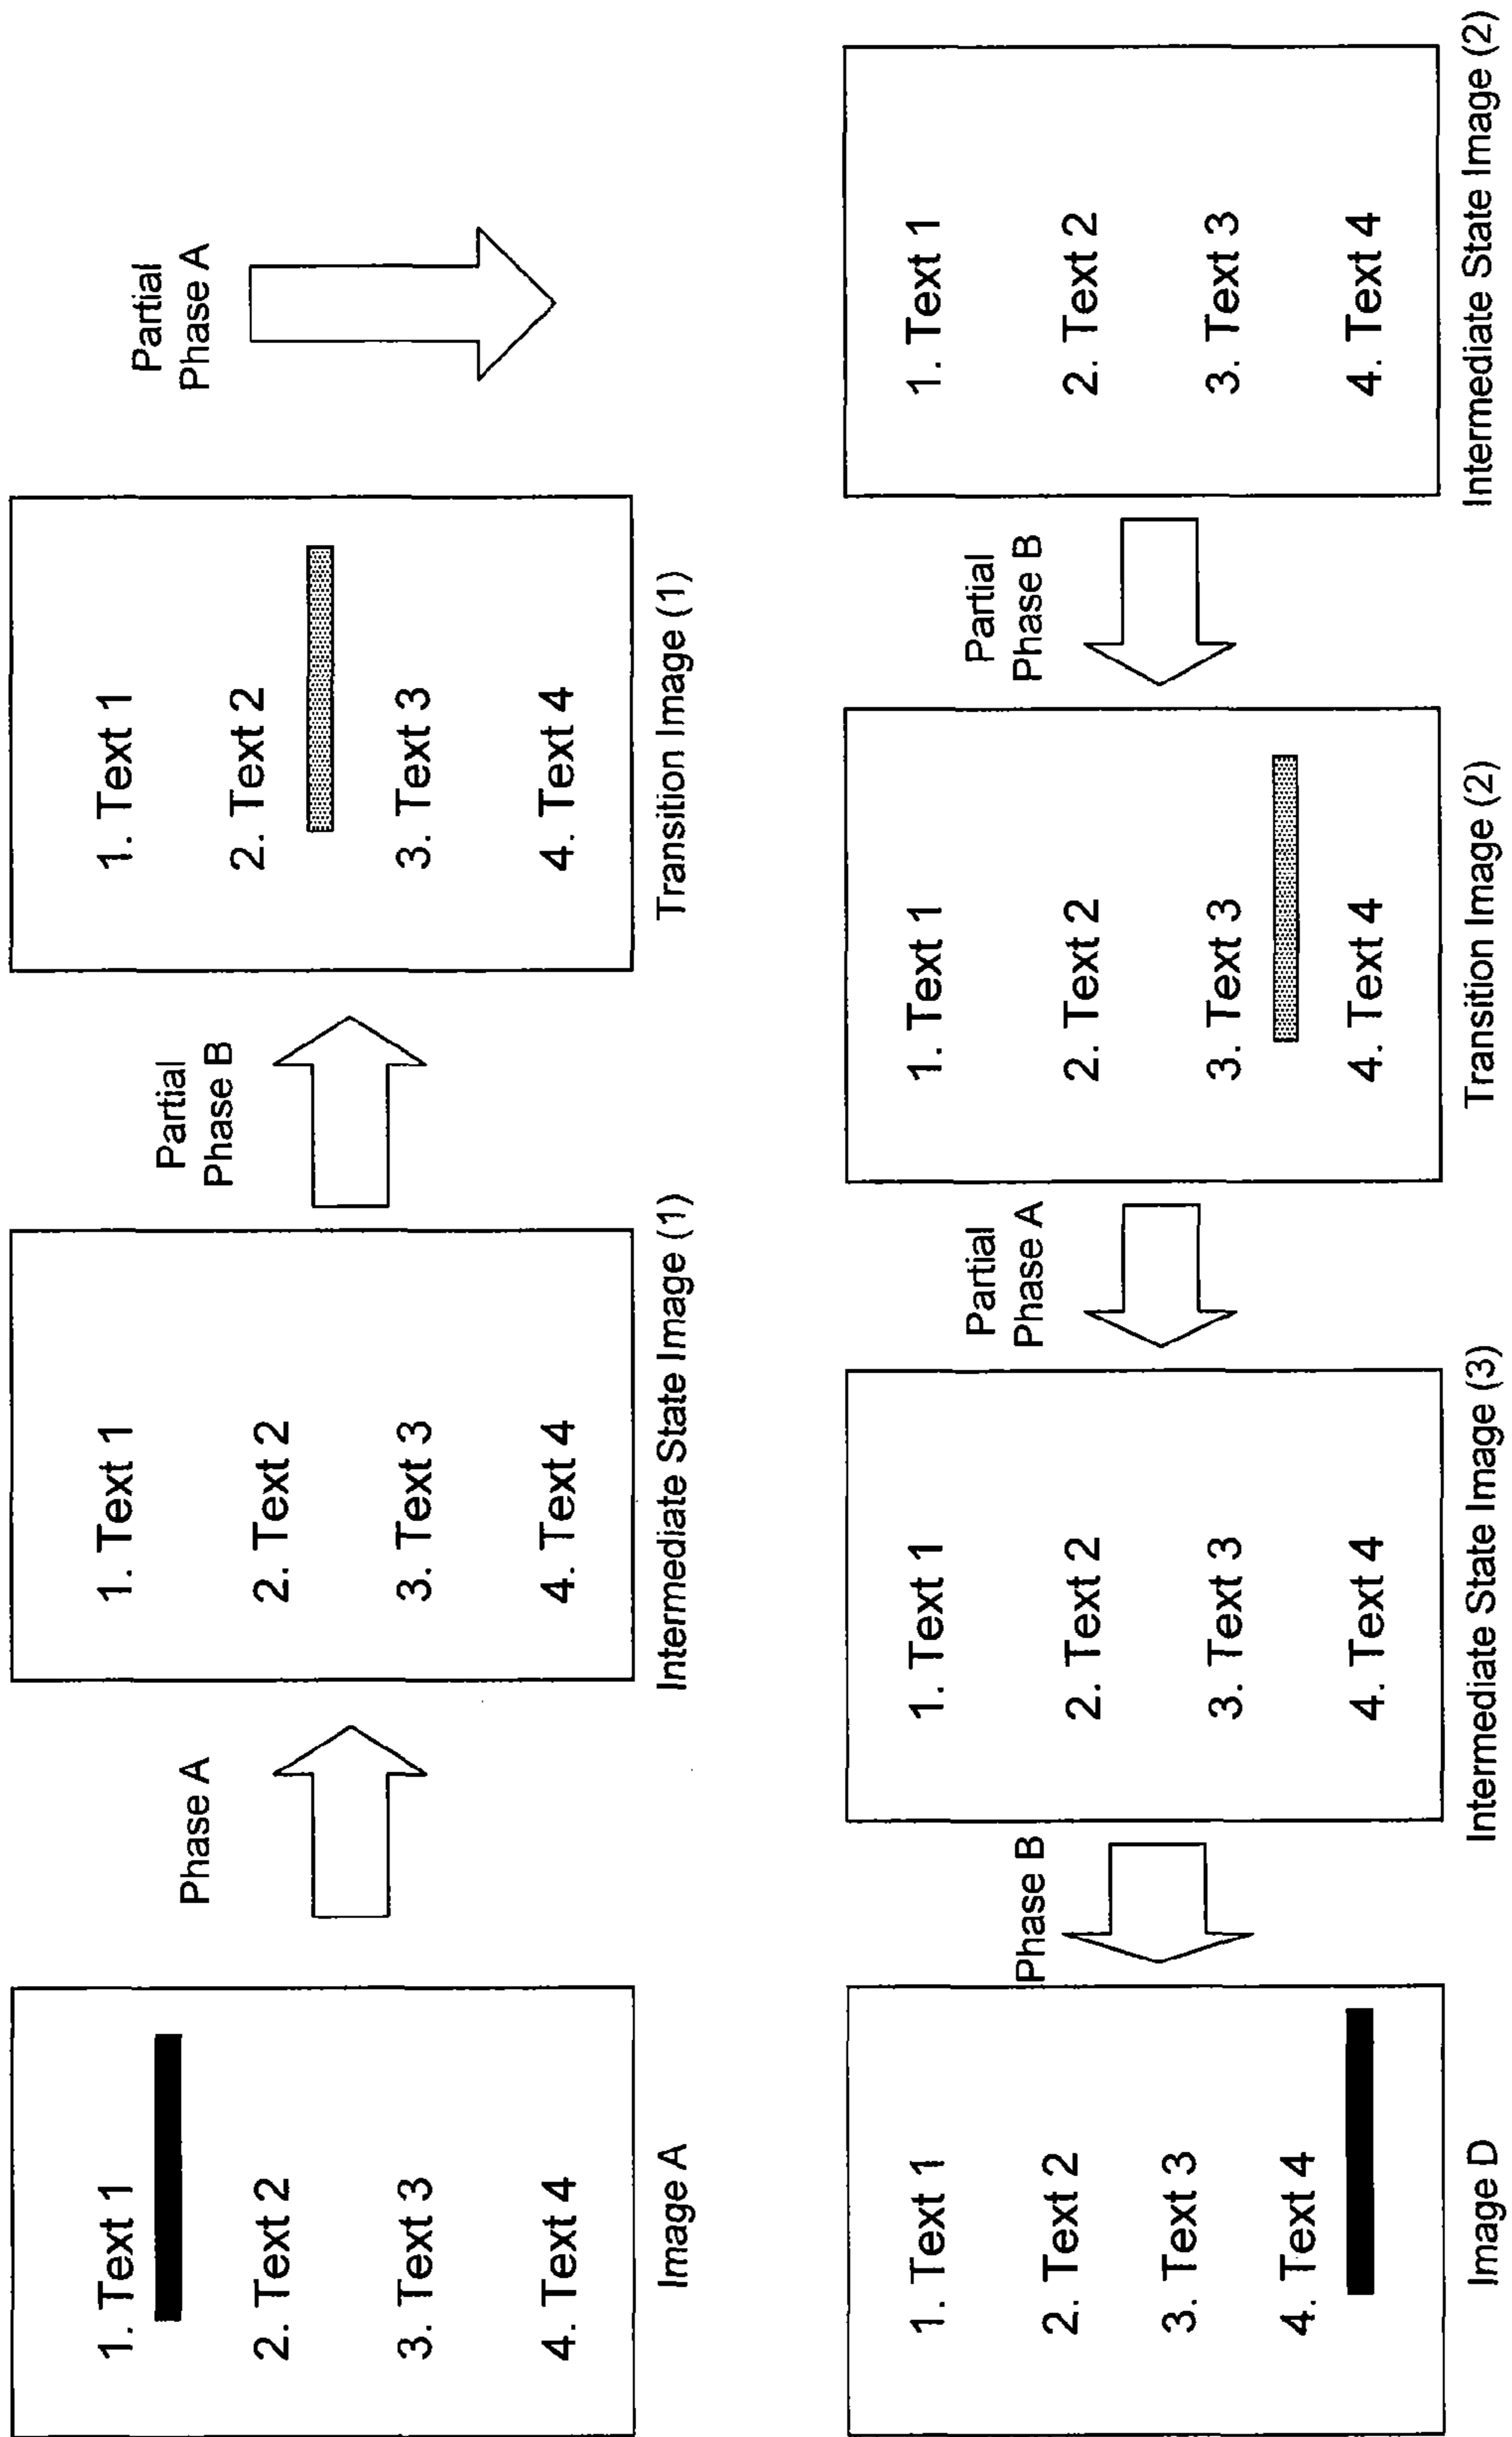 1. Text 1
2. Text 2
3. Text 3
4. Text 4
Image A
Phase A
1. Text 1
2. Text 2
3. Text 3
4. Text 4
Intermediate State Image (1)
Partial
Phase B
1. Text 1
2. Text 2
3. Text 3
4. Text 4
Transition Image (1)
Partial
Phase A
1. Text 1
2. Text 2
3. Text 3
4. Text 4
Intermediate State Image (2)
Partial
Phase B
1. Text 1
2. Text 2
3. Text 3
4. Text 4
Transition Image (2)
Partial
Phase A
1. Text 1
2. Text 2
3. Text 3
4. Text 4
Intermediate State Image (3)
Phase B
1. Text 1
2. Text 2
3. Text 3
4. Text 4
Image D